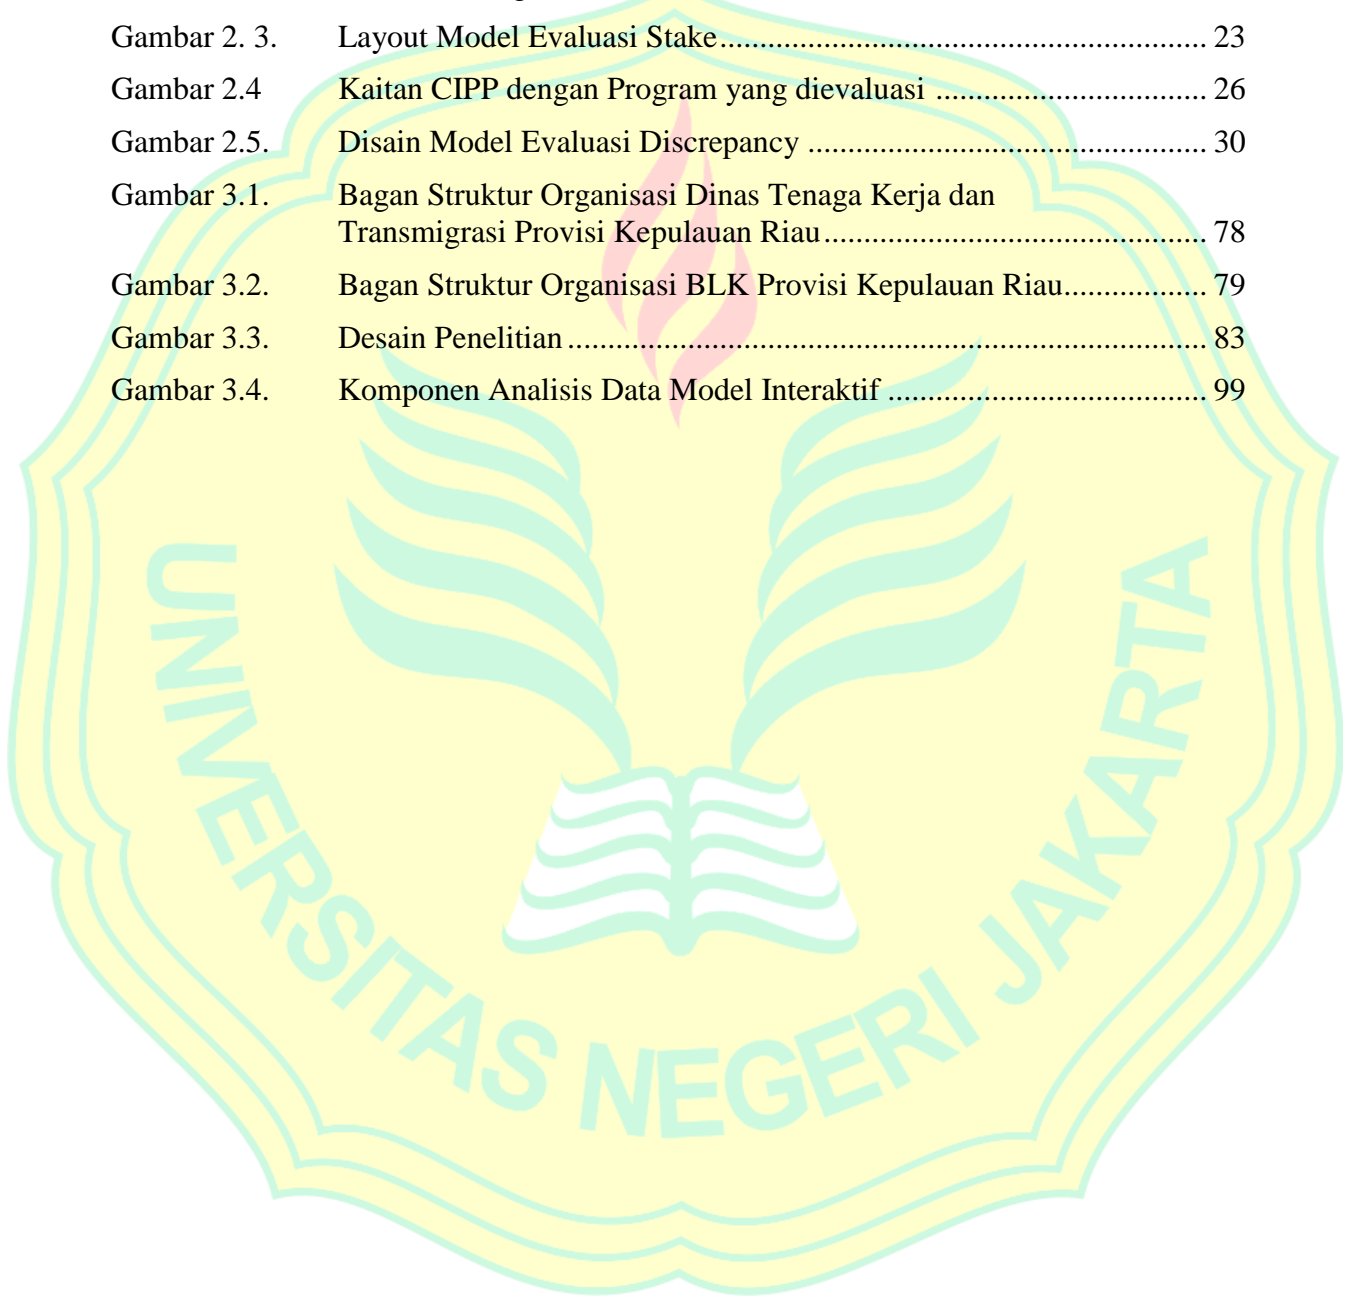 Gambar 2. 3. Layout Model Evaluasi Stake............................................................. 23
Gambar 2.4 Kaitan CIPP dengan Program yang dievaluasi .................................. 26
Gambar 2.5. Disain Model Evaluasi Discrepancy .................................................. 30
Gambar 3.1. Bagan Struktur Organisasi Dinas Tenaga Kerja dan
Transmigrasi Provisi Kepulauan Riau................................................ 78
Gambar 3.2. Bagan Struktur Organisasi BLK Provisi Kepulauan Riau.................. 79
Gambar 3.3. Desain Penelitian ................................................................................ 83
Gambar 3.4. Komponen Analisis Data Model Interaktif ........................................ 99
UNIVERSITAS NEGERI JAKARTA